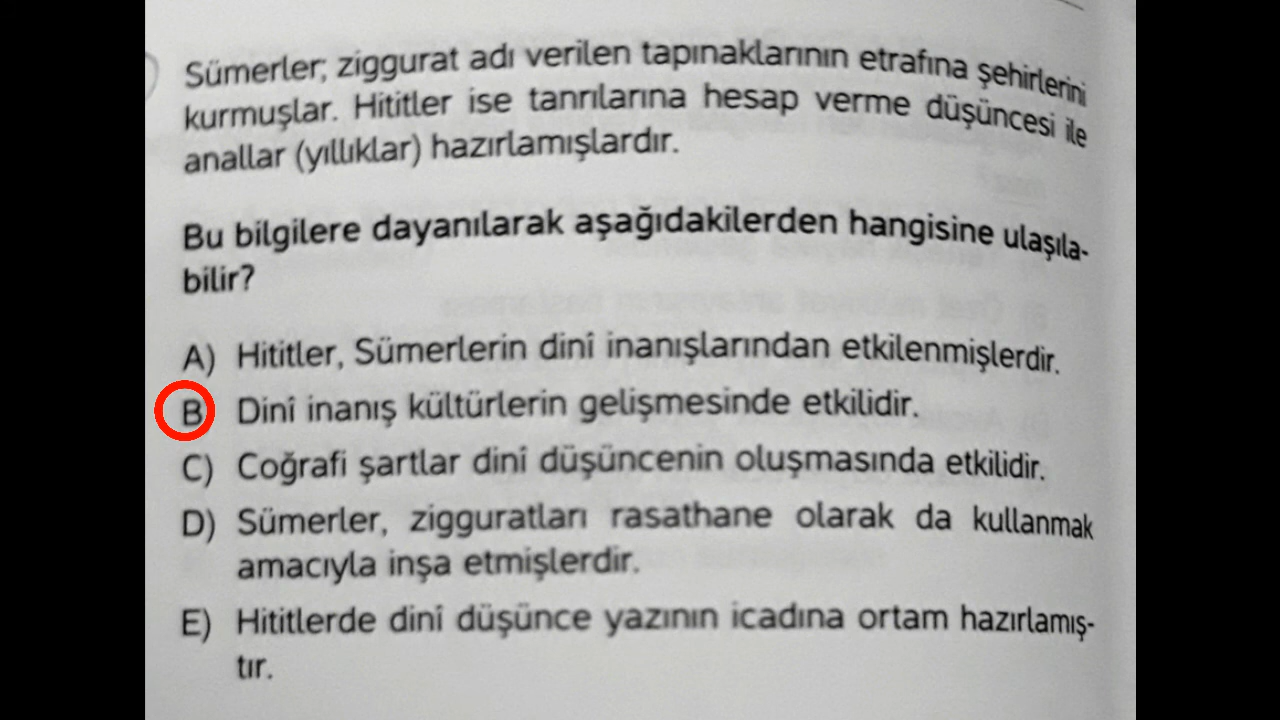 Sümerler, ziggurat adı verilen tapınaklarının etrafına şehirlerini
kurmuşlar. Hititler ise tanrılarına hesap verme düşüncesi ile
anallar (yıllıklar) hazırlamışlardır.
Bu bilgilere dayanılarak aşağıdakilerden hangisine ulaşıla-
bilir?
A) Hititler, Sümerlerin dinî inanışlarından etkilenmişlerdir.
B Dinî inanış kültürlerin gelişmesinde etkilidir.
C) Coğrafi şartlar dinî düşüncenin oluşmasında etkilidir.
D) Sümerler, zigguratları rasathane olarak da kullanmak
amacıyla inşa etmişlerdir.
E) Hititlerde dinî düşünce yazının icadına ortam hazırlamış-
tır.